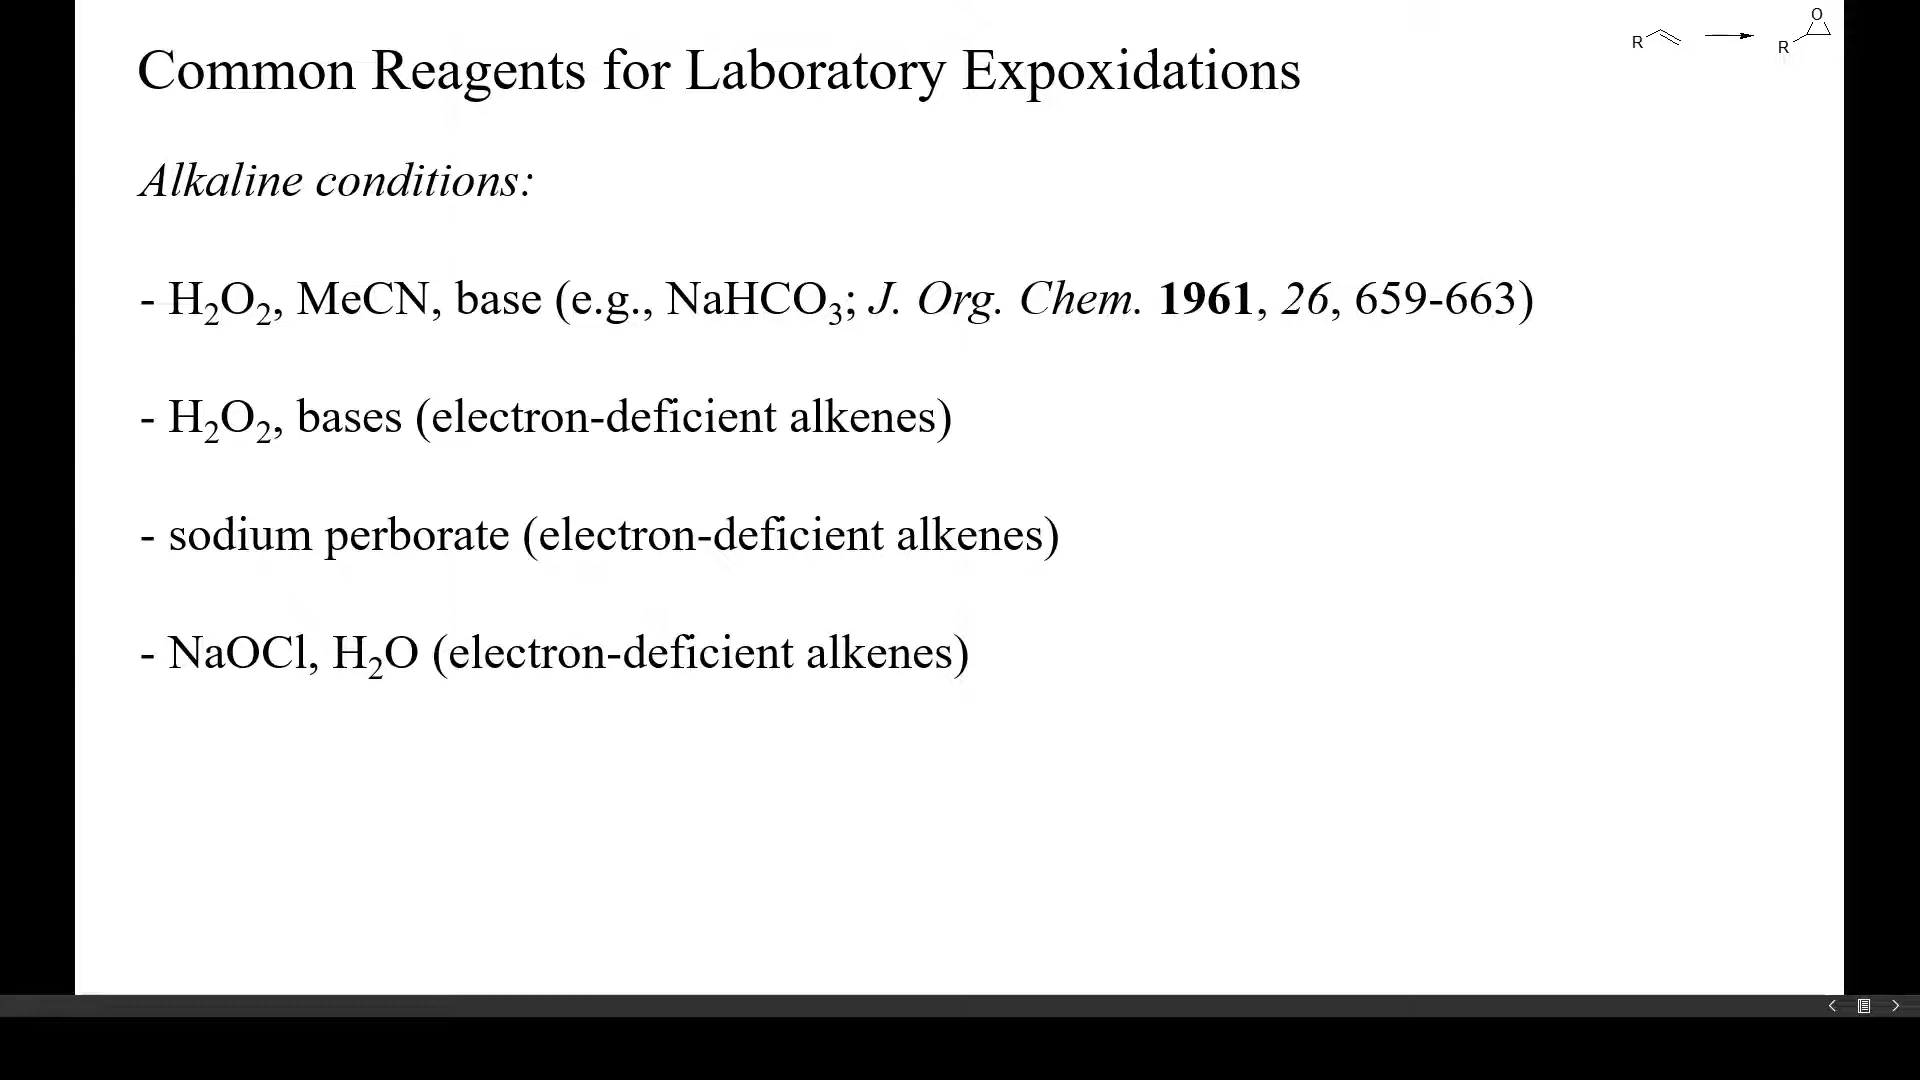 Common Reagents for Laboratory Expoxidations
R R O
Alkaline conditions:
- H₂O₂, MeCN, base (e.g., NaHCO₃; J. Org. Chem. 1961, 26, 659-663)
- H₂O₂, bases (electron-deficient alkenes)
- sodium perborate (electron-deficient alkenes)
- NaOCl, H₂O (electron-deficient alkenes)